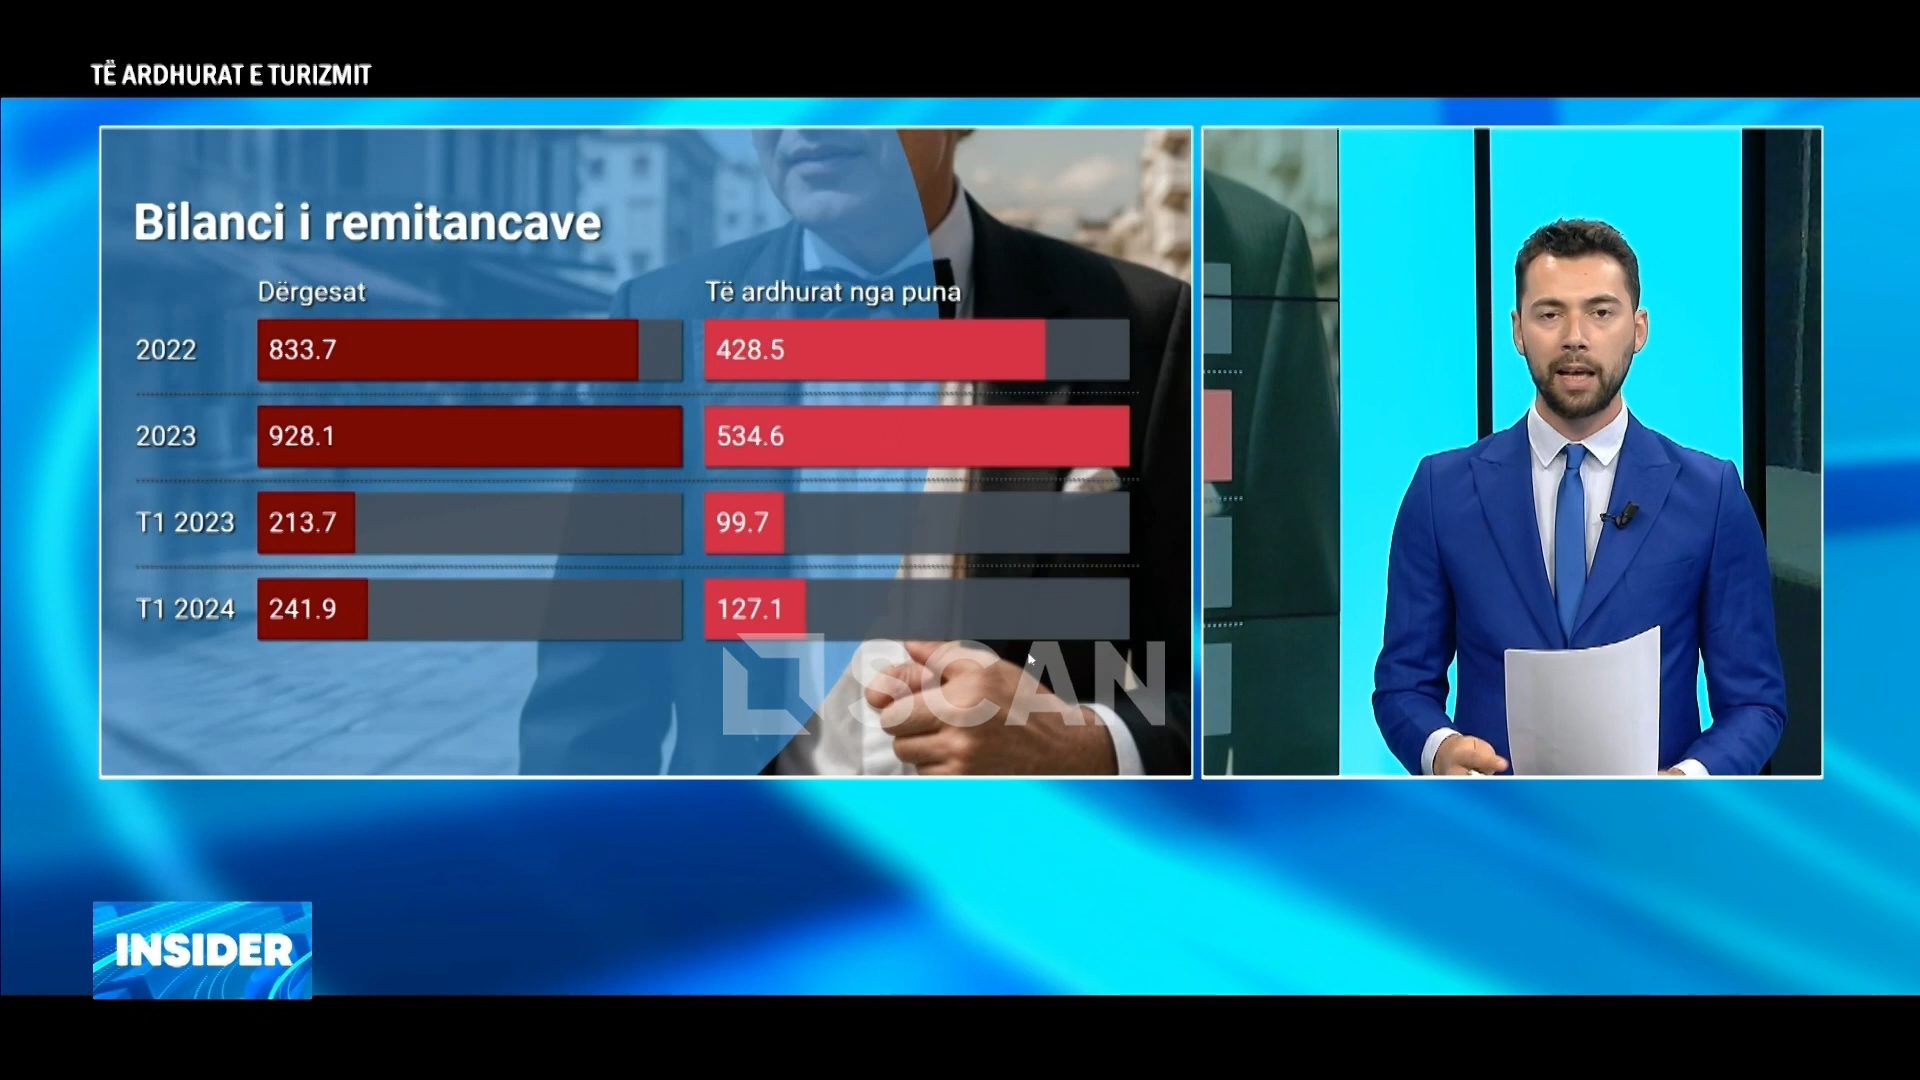 TË ARDHURAT E TURIZMIT
Bilanci i remitancave
Dërgesat Të ardhurat nga puna
2022 833.7 428.5
2023 928.1 534.6
T1 2023 213.7 99.7
T1 2024 241.9 127.1
SCAN
INSIDER